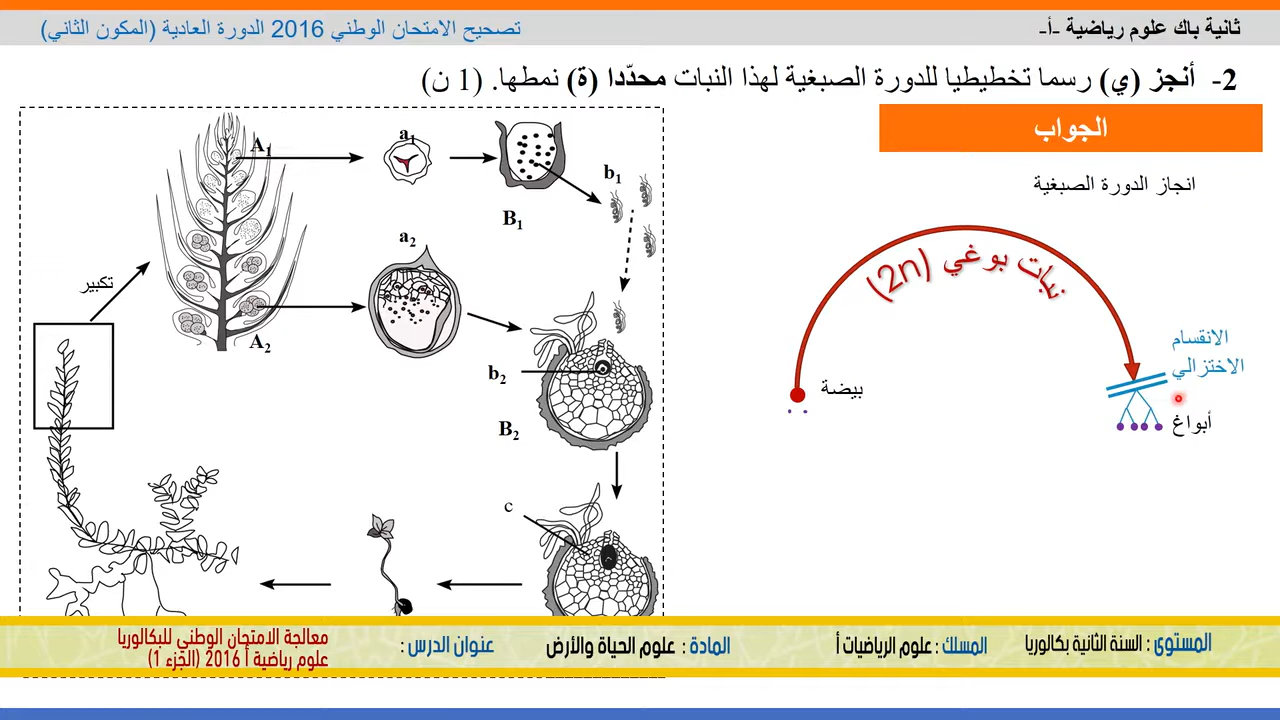 ثانية باك علوم رياضية -أ-
تصحيح الامتحان الوطني 2016 الدورة العادية (المكون الثاني)
2- أنجز (ي) رسما تخطيطيا للدورة الصبغية لهذا النبات محدّدا (ة) نمطها. (1 ن)
الجواب
انجاز الدورة الصبغية
نبات بوغي (2n)
الانقسام
الاختزالي
أبواغ
بيضة
A1
a1
b1
B1
a2
تكبير
A2
b2
B2
c
المستوى : السنة الثانية بكالوريا
المسلك : علوم الرياضيات أ
المادة : علوم الحياة والأرض
عنوان الدرس :
معالجة الامتحان الوطني للبكالوريا
علوم رياضية أ 2016 (الجزء 1)